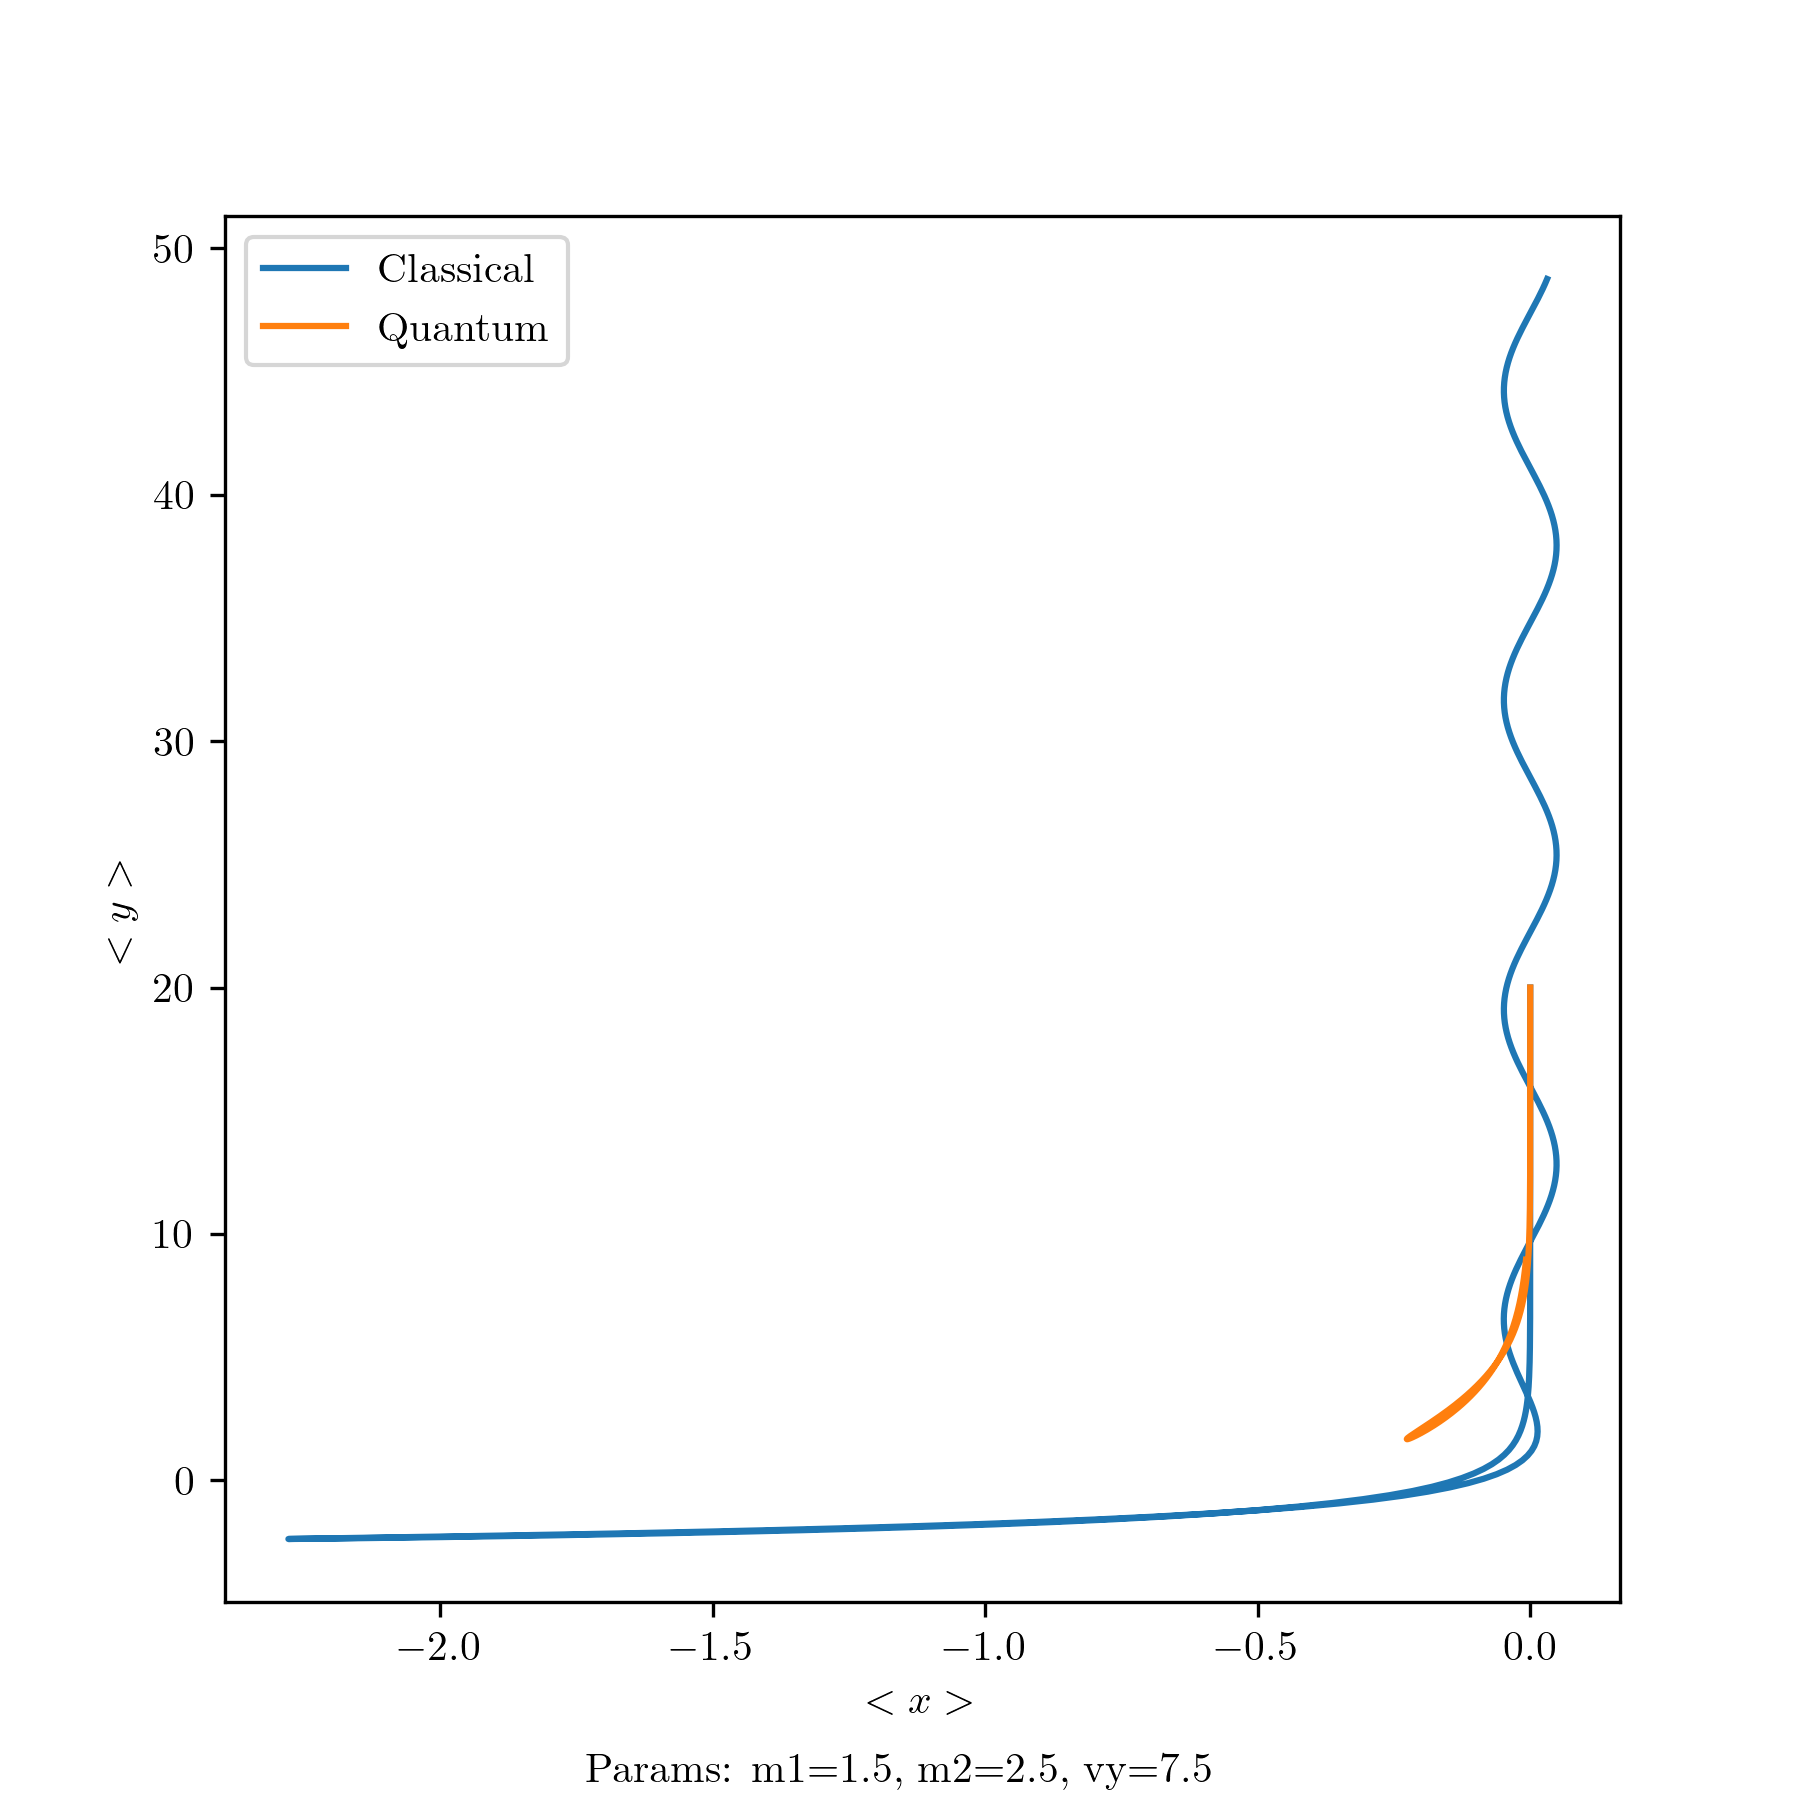 Classical
Quantum
50
40
30
20
10
0
< y >
−2.0 −1.5 −1.0 −0.5 0.0
< x >
Params: m1=1.5, m2=2.5, vy=7.5